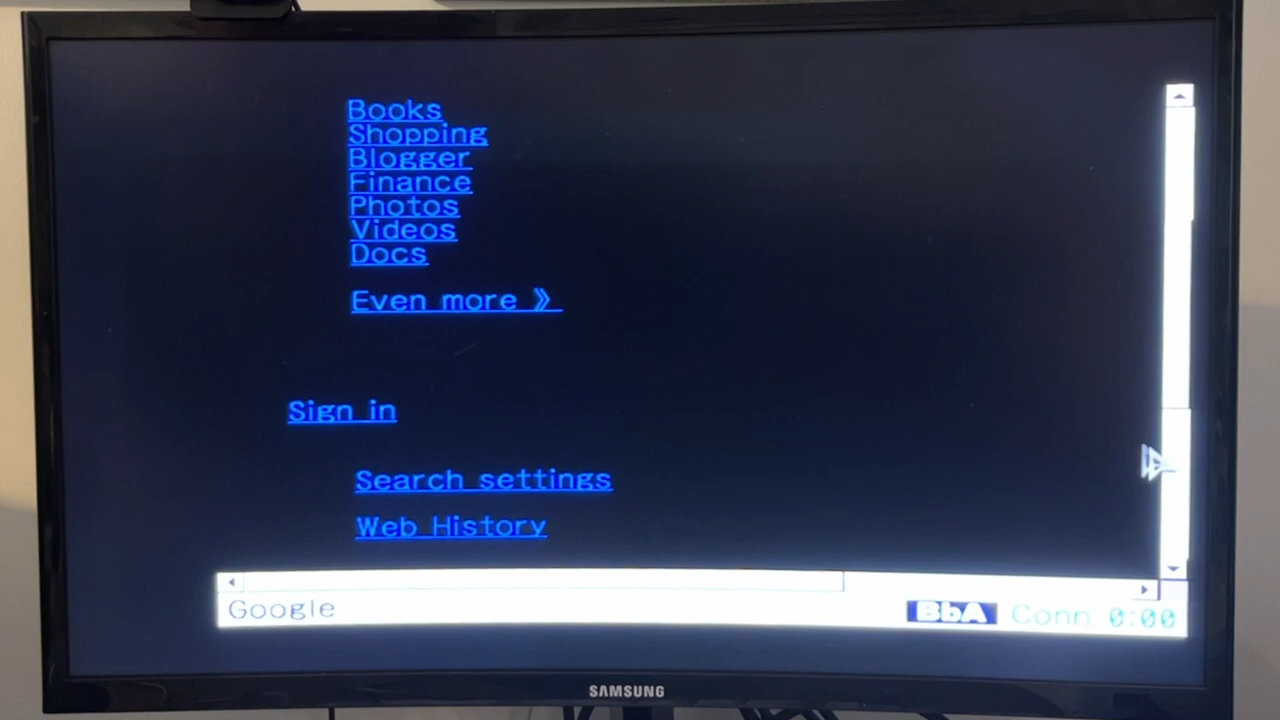 Books
Shopping
Blogger
Finance
Photos
Videos
Docs
Even more 》
Sign in
Search settings
Web History
Google
BbA Conn 0:00
SAMSUNG